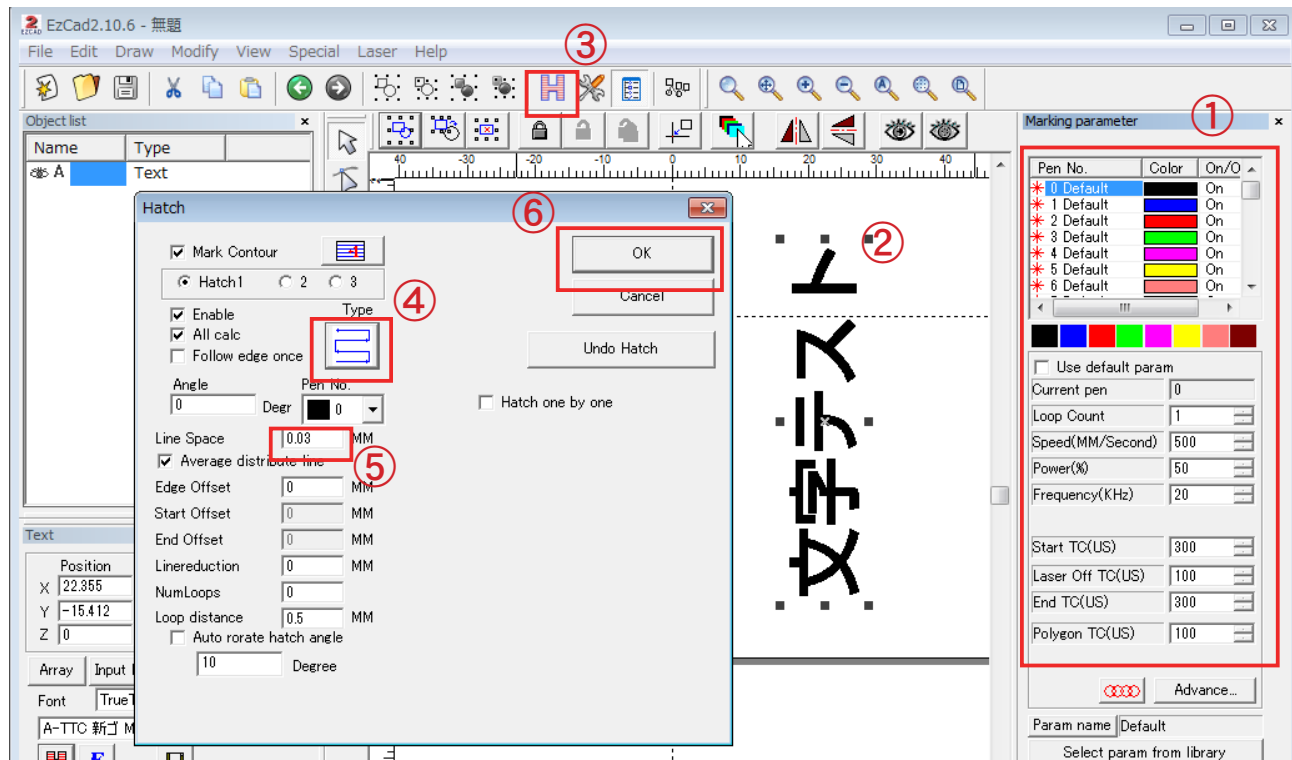 EzCad2.10.6 - 無題
File Edit Draw Modify View Special Laser Help
③
Object list
Name Type
A Text
40 -30 -20 -10 0 10 20 30 40
Marking parameter
①
Pen No. Color On/O
0 Default On
1 Default On
2 Default On
3 Default On
4 Default On
5 Default On
6 Default On
Use default param
Current pen 0
Loop Count 1
Speed(MM/Second) 500
Power(%) 50
Frequency(KHz) 20
Start TC(US) 300
Laser Off TC(US) 100
End TC(US) 300
Polygon TC(US) 100
Advance...
Param name Default
Select param from library
Hatch
⑥
Mark Contour
OK
Hatch1 2 3
Cancel
④
Enable
Type
All calc
Follow edge once
Undo Hatch
Angle Pen No.
0 Degr 0
Hatch one by one
Line Space 0.03 MM
⑤
Average distribute line
Edge Offset 0 MM
Start Offset 0 MM
End Offset 0 MM
Linereduction 0 MM
NumLoops 0
Loop distance 0.5 MM
Auto rorate hatch angle
10 Degree
②
文字テスト
Text
Position
X 22.355
Y -15.412
Z 0
Array Input
Font
A-TTC 新ゴ M
F